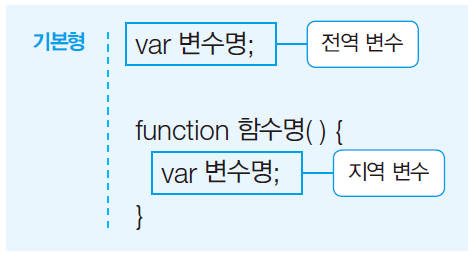 기본형
var 변수명;
전역 변수
function 함수명( ) {
var 변수명;
지역 변수
}